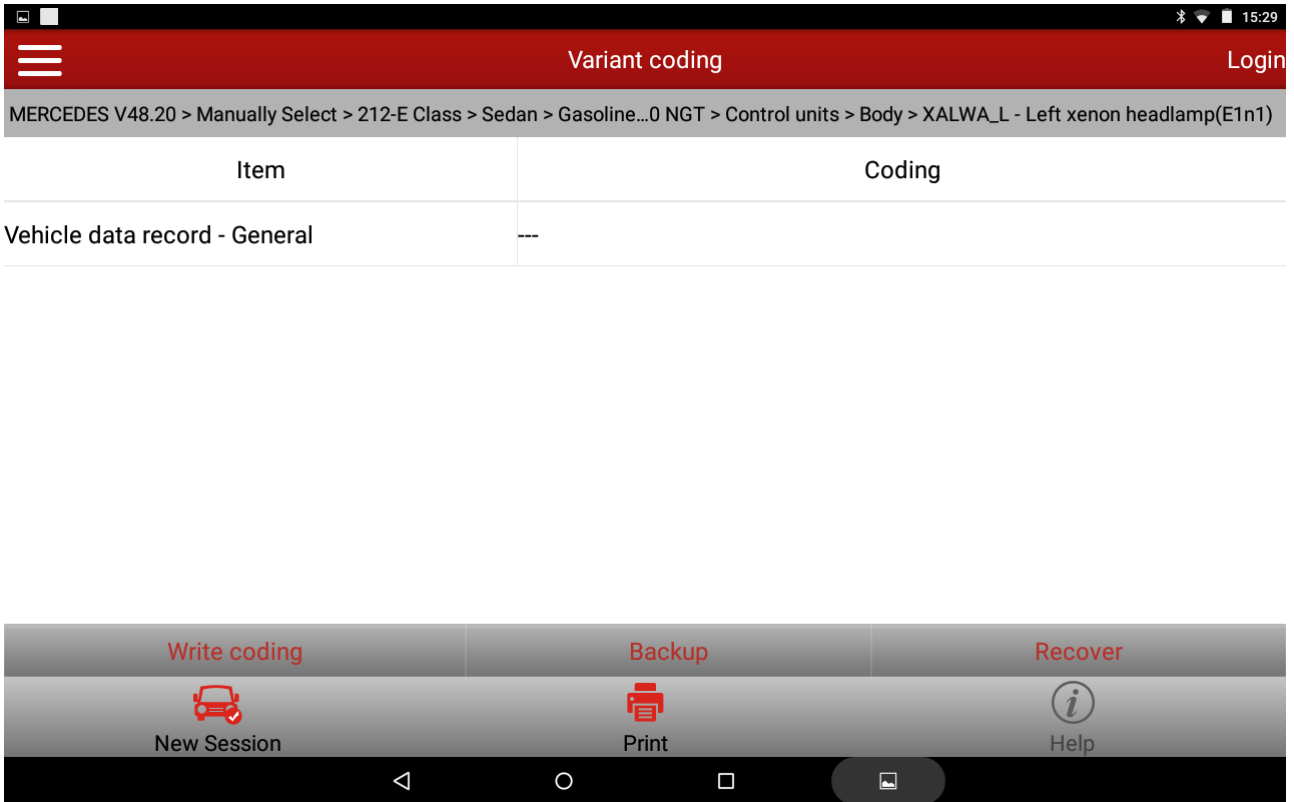 15:29
Variant coding
Login
MERCEDES V48.20 > Manually Select > 212-E Class > Sedan > Gasoline...0 NGT > Control units > Body > XALWA_L - Left xenon headlamp(E1n1)
Item Coding
Vehicle data record - General ---
Write coding Backup Recover
New Session Print Help